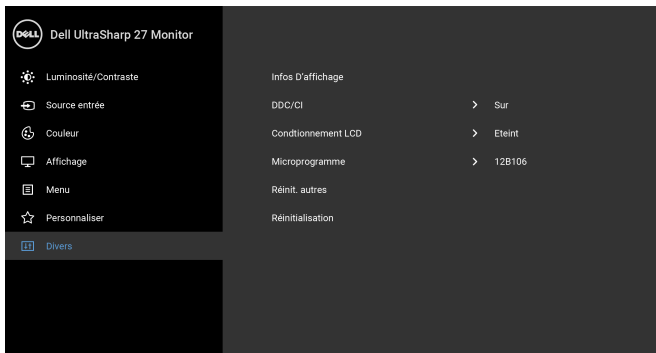 DELL Dell UltraSharp 27 Monitor
Luminosité/Contraste
Infos D'affichage
Source entrée
DDC/CI
Sur
Couleur
Condtionnement LCD
Eteint
Affichage
Microprogramme
12B106
Menu
Réinit. autres
Personnaliser
Réinitialisation
Divers